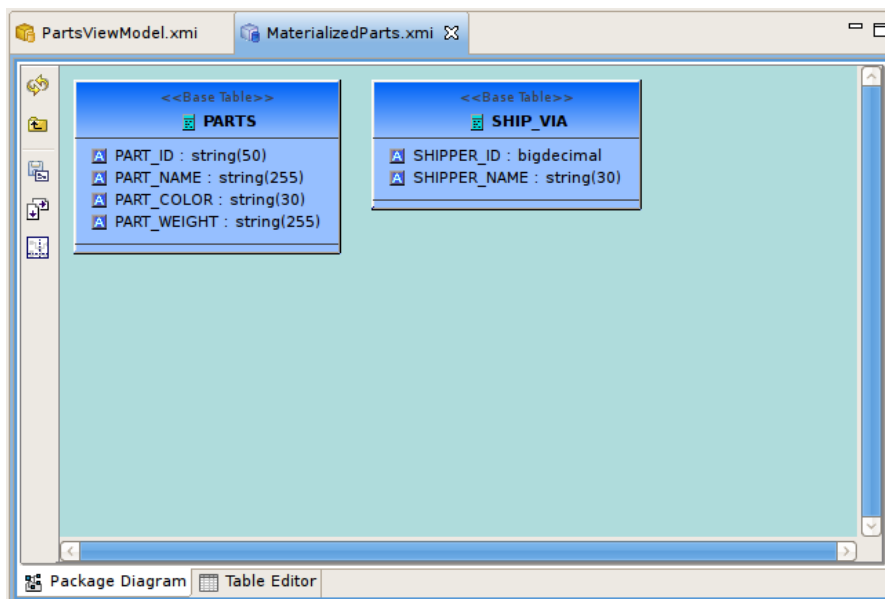 PartsViewModel.xmi
MaterializedParts.xmi
<<Base Table>>
PARTS
PART_ID : string(50)
PART_NAME : string(255)
PART_COLOR : string(30)
PART_WEIGHT : string(255)
<<Base Table>>
SHIP_VIA
SHIPPER_ID : bigdecimal
SHIPPER_NAME : string(30)
Package Diagram
Table Editor